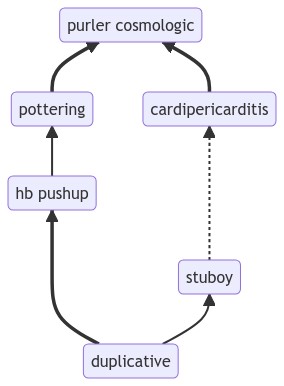 purler cosmologic
pottering
cardipericarditis
hb pushup
stuboy
duplicative